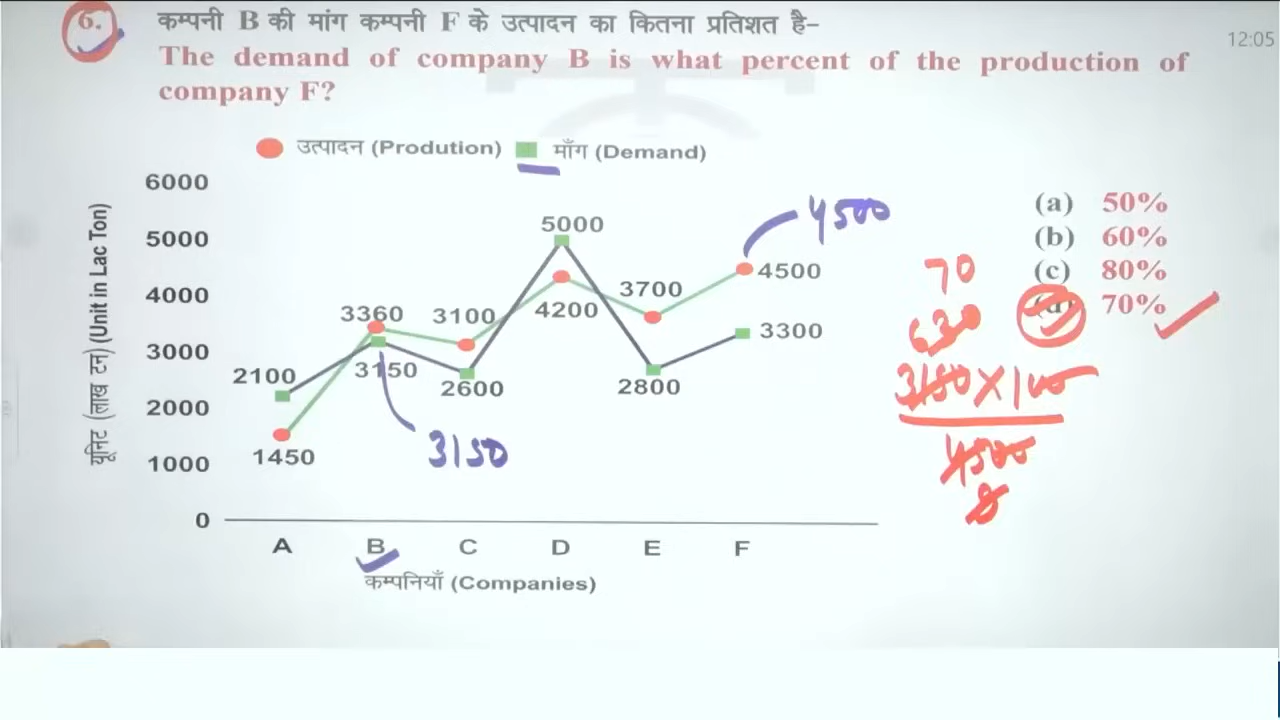 6. कम्पनी B की मांग कम्पनी F के उत्पादन का कितना प्रतिशत है–
12:05
The demand of company B is what percent of the production of
company F?
उत्पादन (Prodution) माँग (Demand)
यूनिट (लाख टन) (Unit in Lac Ton)
6000
5000
4000
3000
2000
1000
0
5000
4500
4500
3700
3360
3100
4200
3300
2100
3150
2600
2800
3150
1450
A B C D E F
कम्पनियाँ (Companies)
(a) 50%
(b) 60%
(c) 80%
(d) 70%
70
630
3150 X 100
4500